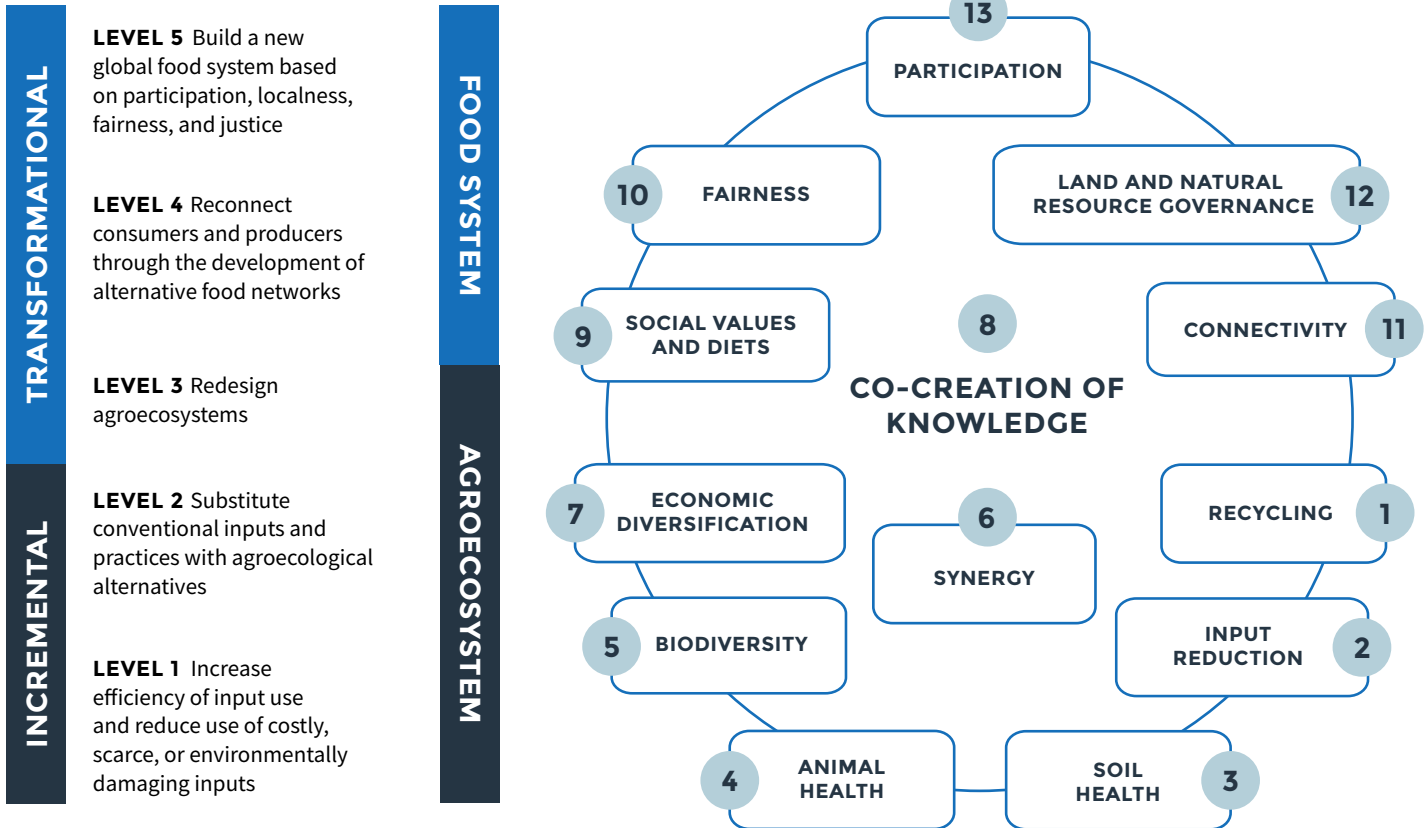 TRANSFORMATIONAL
INCREMENTAL
LEVEL 5 Build a new
global food system based
on participation, localness,
fairness, and justice
LEVEL 4 Reconnect
consumers and producers
through the development of
alternative food networks
LEVEL 3 Redesign
agroecosystems
LEVEL 2 Substitute
conventional inputs and
practices with agroecological
alternatives
LEVEL 1 Increase
efficiency of input use
and reduce use of costly,
scarce, or environmentally
damaging inputs
FOOD SYSTEM
AGROECOSYSTEM
13
PARTICIPATION
10
FAIRNESS
LAND AND NATURAL
RESOURCE GOVERNANCE
12
9
SOCIAL VALUES
AND DIETS
8
CO-CREATION OF
KNOWLEDGE
CONNECTIVITY
11
7
ECONOMIC
DIVERSIFICATION
6
SYNERGY
RECYCLING
1
5
BIODIVERSITY
INPUT
REDUCTION
2
4
ANIMAL
HEALTH
SOIL
HEALTH
3